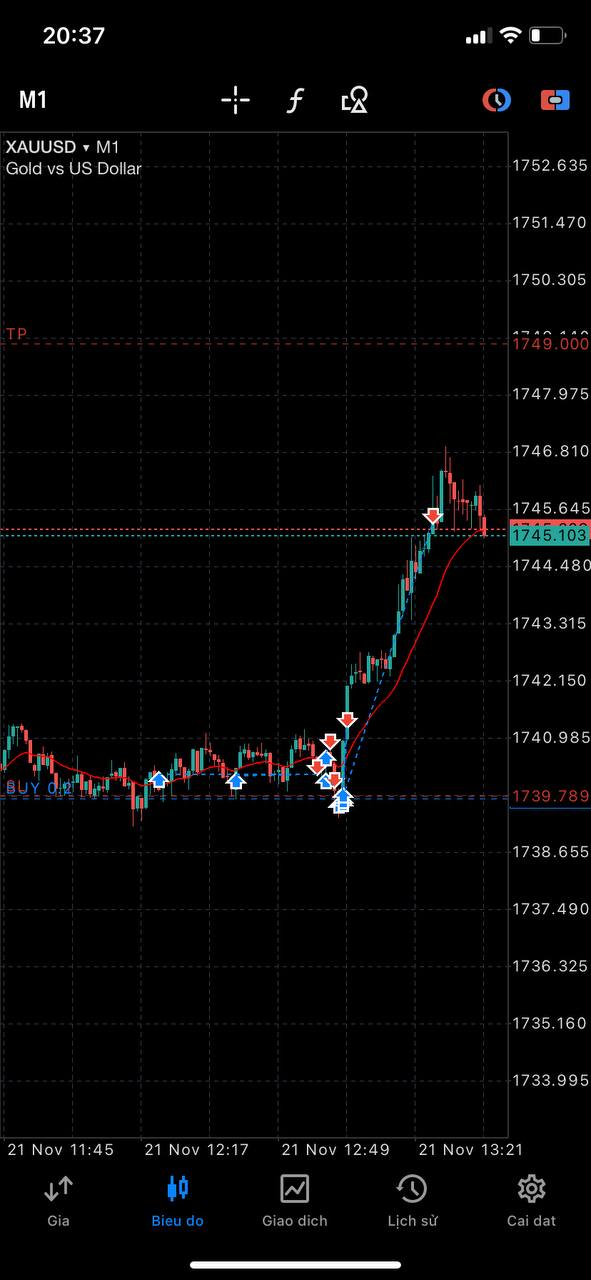 20:37
M1
XAUUSD ▾ M1
Gold vs US Dollar
1752.635
1751.470
1750.305
TP
1749.000
1747.975
1746.810
1745.645
1745.103
1744.480
1743.315
1742.150
1740.985
BUY
1739.789
1738.655
1737.490
1736.325
1735.160
1733.995
21 Nov 11:45 21 Nov 12:17 21 Nov 12:49 21 Nov 13:21
Gia Bieu do Giao dich Lịch sử Cai dat